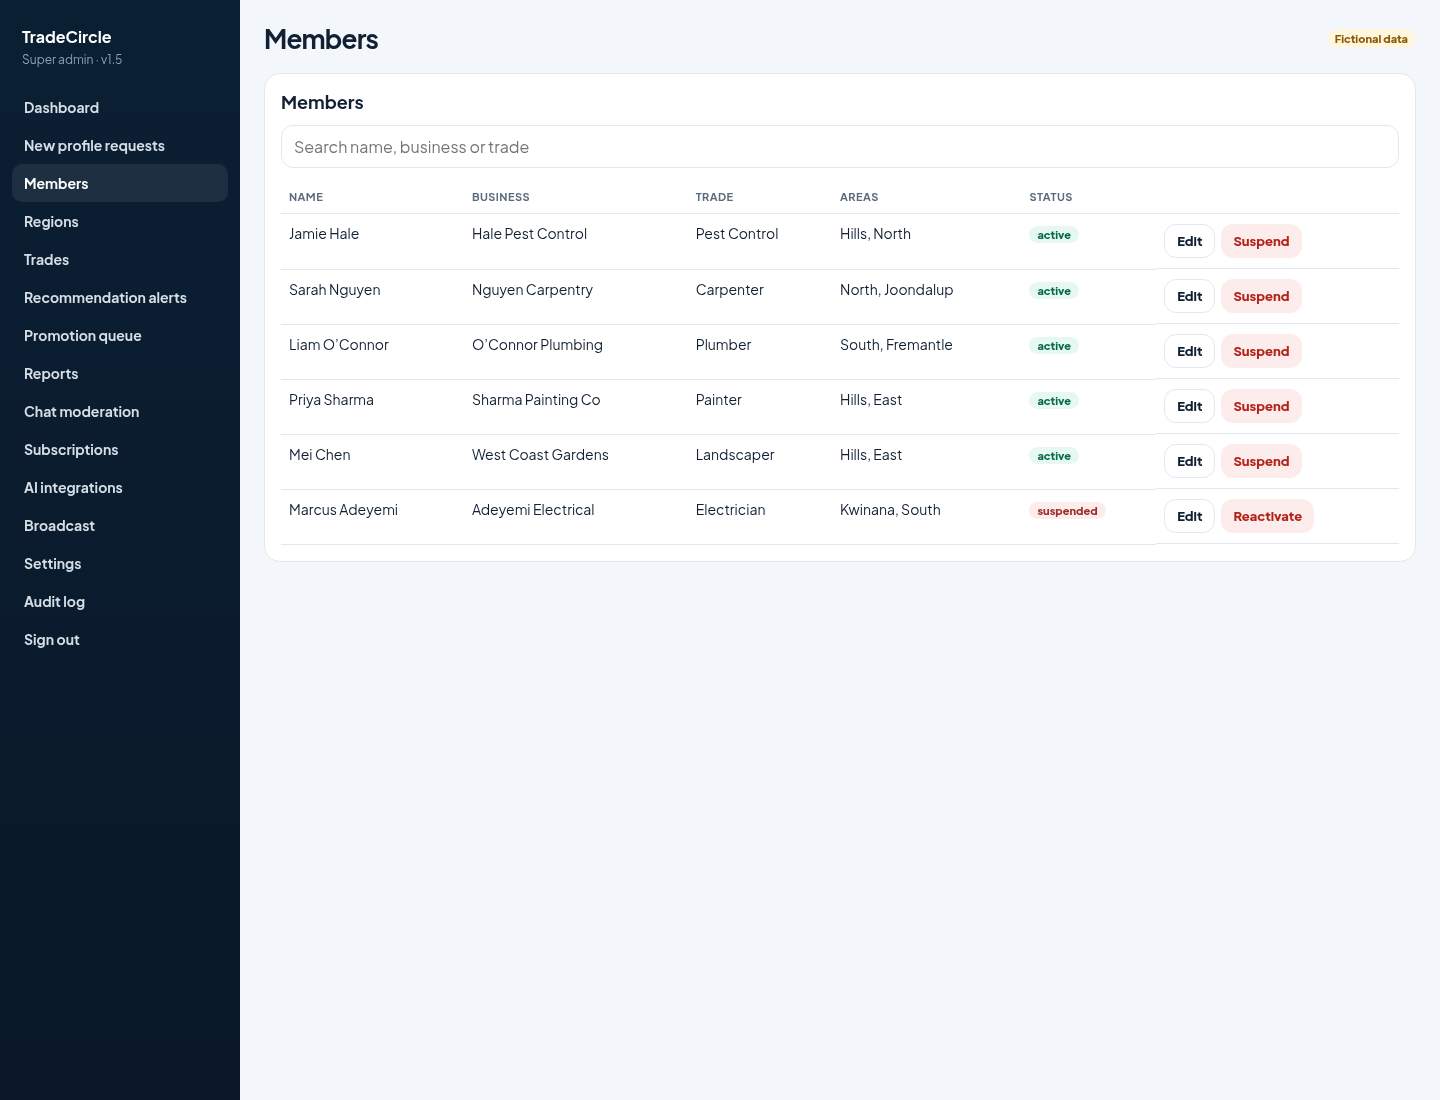 TradeCircle
Super admin · v1.5
Dashboard
New profile requests
Members
Regions
Trades
Recommendation alerts
Promotion queue
Reports
Chat moderation
Subscriptions
AI integrations
Broadcast
Settings
Audit log
Sign out
Members
Fictional data
Members
Search name, business or trade
NAME BUSINESS TRADE AREAS STATUS
Jamie Hale Hale Pest Control Pest Control Hills, North active Edit Suspend
Sarah Nguyen Nguyen Carpentry Carpenter North, Joondalup active Edit Suspend
Liam O’Connor O’Connor Plumbing Plumber South, Fremantle active Edit Suspend
Priya Sharma Sharma Painting Co Painter Hills, East active Edit Suspend
Mei Chen West Coast Gardens Landscaper Hills, East active Edit Suspend
Marcus Adeyemi Adeyemi Electrical Electrician Kwinana, South suspended Edit Reactivate